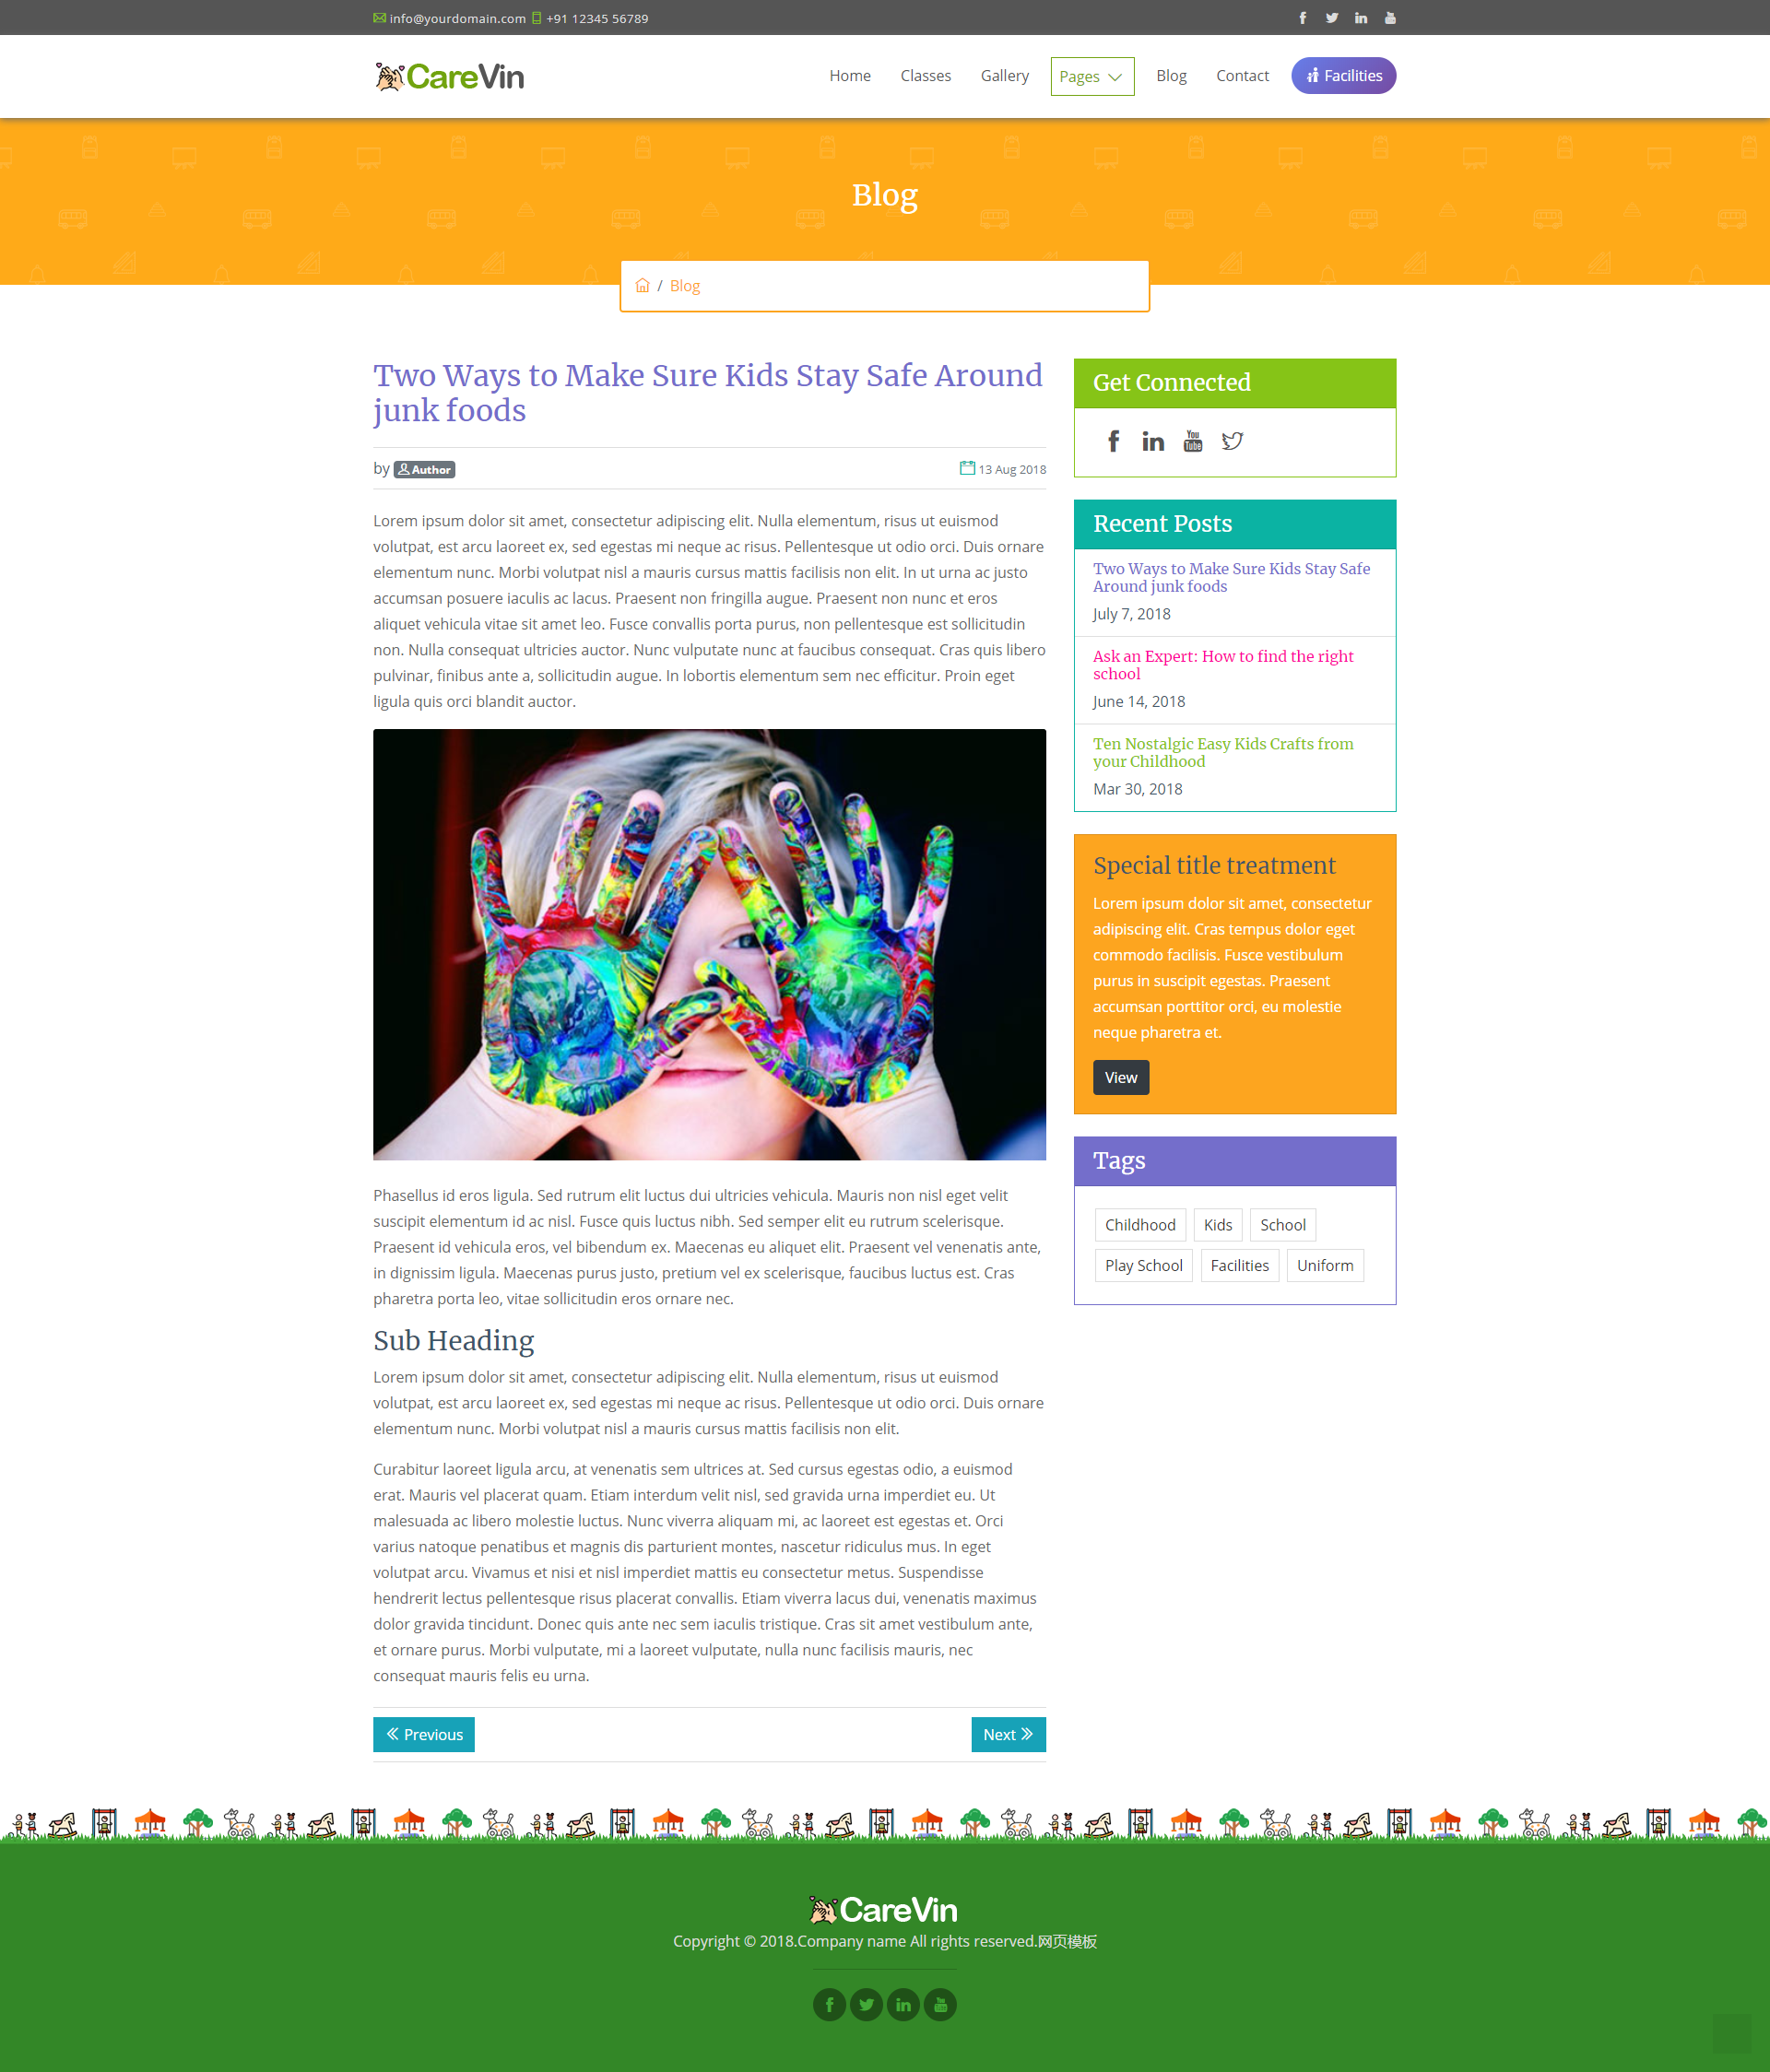 info@yourdomain.com +91 12345 56789
CareVin
Home Classes Gallery Pages Blog Contact Facilities
Blog
/ Blog
Two Ways to Make Sure Kids Stay Safe Around
junk foods
by Author 13 Aug 2018
Lorem ipsum dolor sit amet, consectetur adipiscing elit. Nulla elementum, risus ut euismod
volutpat, est arcu laoreet ex, sed egestas mi neque ac risus. Pellentesque ut odio orci. Duis ornare
elementum nunc. Morbi volutpat nisl a mauris cursus mattis facilisis non elit. In ut urna ac justo
accumsan posuere iaculis ac lacus. Praesent non fringilla augue. Praesent non nunc et eros
aliquet vehicula vitae sit amet leo. Fusce convallis porta purus, non pellentesque est sollicitudin
non. Nulla consequat ultricies auctor. Nunc vulputate nunc at faucibus consequat. Cras quis libero
pulvinar, finibus ante a, sollicitudin augue. In lobortis elementum sem nec efficitur. Proin eget
ligula quis orci blandit auctor.
Phasellus id eros ligula. Sed rutrum elit luctus dui ultricies vehicula. Mauris non nisl eget velit
suscipit elementum id ac nisl. Fusce quis luctus nibh. Sed semper elit eu rutrum scelerisque.
Praesent id vehicula eros, vel bibendum ex. Maecenas eu aliquet elit. Praesent vel venenatis ante,
in dignissim ligula. Maecenas purus justo, pretium vel ex scelerisque, faucibus luctus est. Cras
pharetra porta leo, vitae sollicitudin eros ornare nec.
Sub Heading
Lorem ipsum dolor sit amet, consectetur adipiscing elit. Nulla elementum, risus ut euismod
volutpat, est arcu laoreet ex, sed egestas mi neque ac risus. Pellentesque ut odio orci. Duis ornare
elementum nunc. Morbi volutpat nisl a mauris cursus mattis facilisis non elit.
Curabitur laoreet ligula arcu, at venenatis sem ultrices at. Sed cursus egestas odio, a euismod
erat. Mauris vel placerat quam. Etiam interdum velit nisl, sed gravida urna imperdiet eu. Ut
malesuada ac libero molestie luctus. Nunc viverra aliquam mi, ac laoreet est egestas et. Orci
varius natoque penatibus et magnis dis parturient montes, nascetur ridiculus mus. In eget
volutpat arcu. Vivamus et nisi et nisl imperdiet mattis eu consectetur metus. Suspendisse
hendrerit lectus pellentesque risus placerat convallis. Etiam viverra lacus dui, venenatis maximus
dolor gravida tincidunt. Donec quis ante nec sem iaculis tristique. Cras sit amet vestibulum ante,
et ornare purus. Morbi vulputate, mi a laoreet vulputate, nulla nunc facilisis mauris, nec
consequat mauris felis eu urna.
Previous Next
Get Connected
You
Tube
Recent Posts
Two Ways to Make Sure Kids Stay Safe
Around junk foods
July 7, 2018
Ask an Expert: How to find the right
school
June 14, 2018
Ten Nostalgic Easy Kids Crafts from
your Childhood
Mar 30, 2018
Special title treatment
Lorem ipsum dolor sit amet, consectetur
adipiscing elit. Cras tempus dolor eget
commodo facilisis. Fusce vestibulum
purus in suscipit egestas. Praesent
accumsan porttitor orci, eu molestie
neque pharetra et.
View
Tags
Childhood Kids School
Play School Facilities Uniform
CareVin
Copyright © 2018.Company name All rights reserved.网页模板